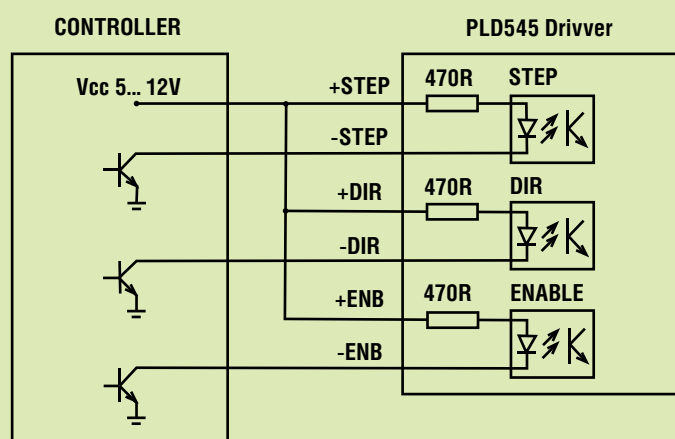 CONTROLLER
PLD545 Drivver
Vcc 5... 12V
+STEP
470R
STEP
-STEP
+DIR
470R
DIR
-DIR
+ENB
470R
ENABLE
-ENB